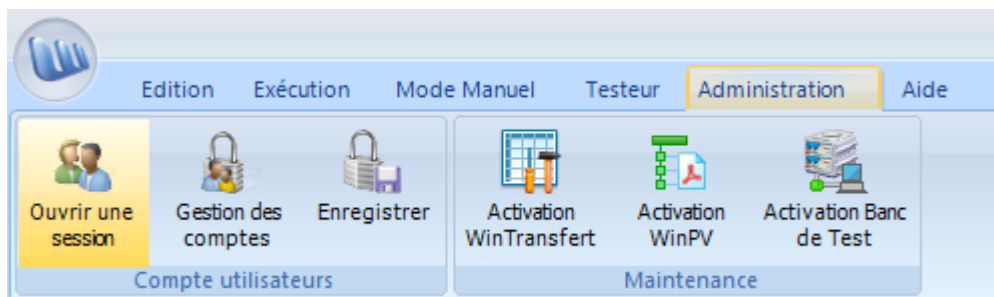 Edition Exécution Mode Manuel Testeur Administration Aide
Ouvrir une session
Gestion des comptes
Enregistrer
Activation WinTransfert
Activation WinPV
Activation Banc de Test
Compte utilisateurs
Maintenance